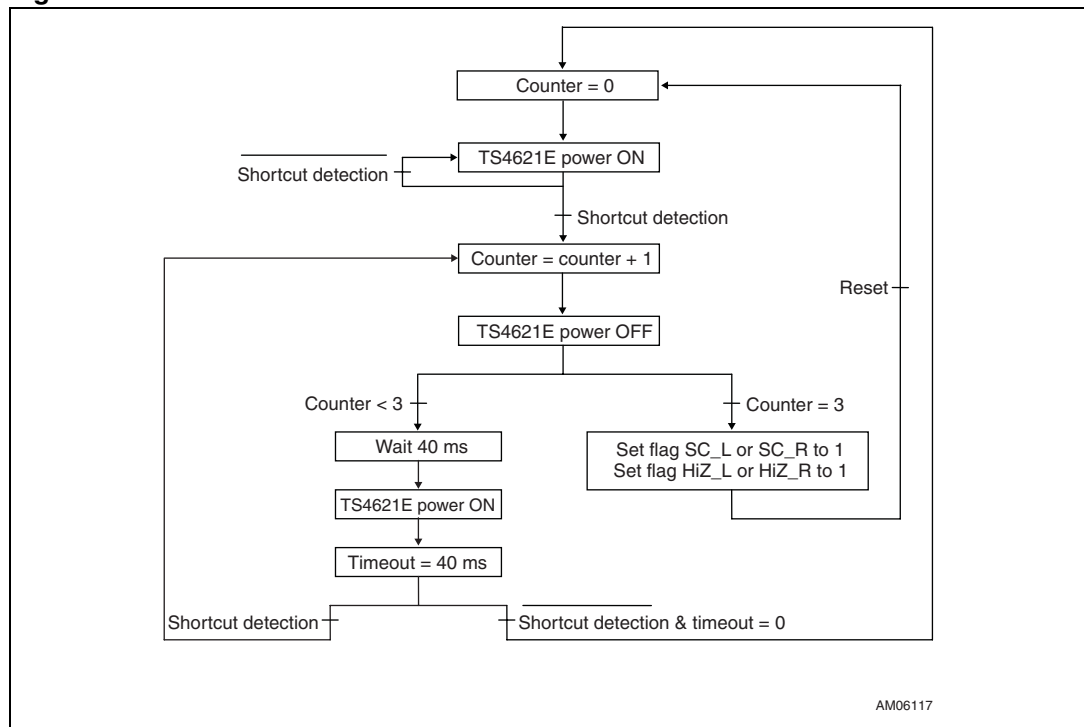 Counter = 0
TS4621E power ON
Shortcut detection
Shortcut detection
Counter = counter + 1
Reset
TS4621E power OFF
Counter < 3
Counter = 3
Wait 40 ms
Set flag SC_L or SC_R to 1
Set flag HiZ_L or HiZ_R to 1
TS4621E power ON
Timeout = 40 ms
Shortcut detection
Shortcut detection & timeout = 0
AM06117